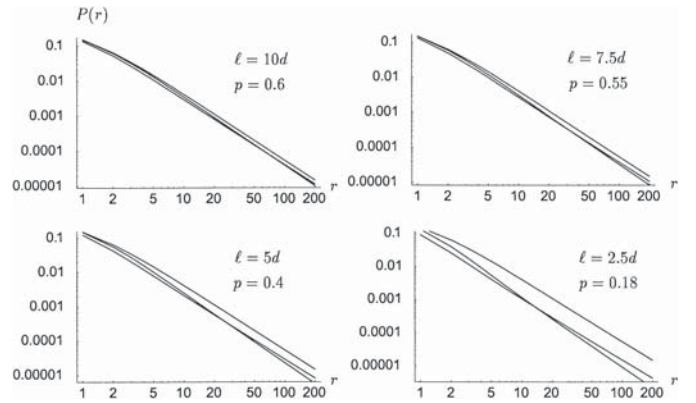 P(r)
0.1
0.01
0.001
0.0001
0.00001
ℓ = 10d
p = 0.6
1 2 5 10 20 50 100 200 r
0.1
0.01
0.001
0.0001
0.00001
ℓ = 7.5d
p = 0.55
1 2 5 10 20 50 100 200 r
0.1
0.01
0.001
0.0001
0.00001
ℓ = 5d
p = 0.4
1 2 5 10 20 50 100 200 r
0.1
0.01
0.001
0.0001
0.00001
ℓ = 2.5d
p = 0.18
1 2 5 10 20 50 100 200 r